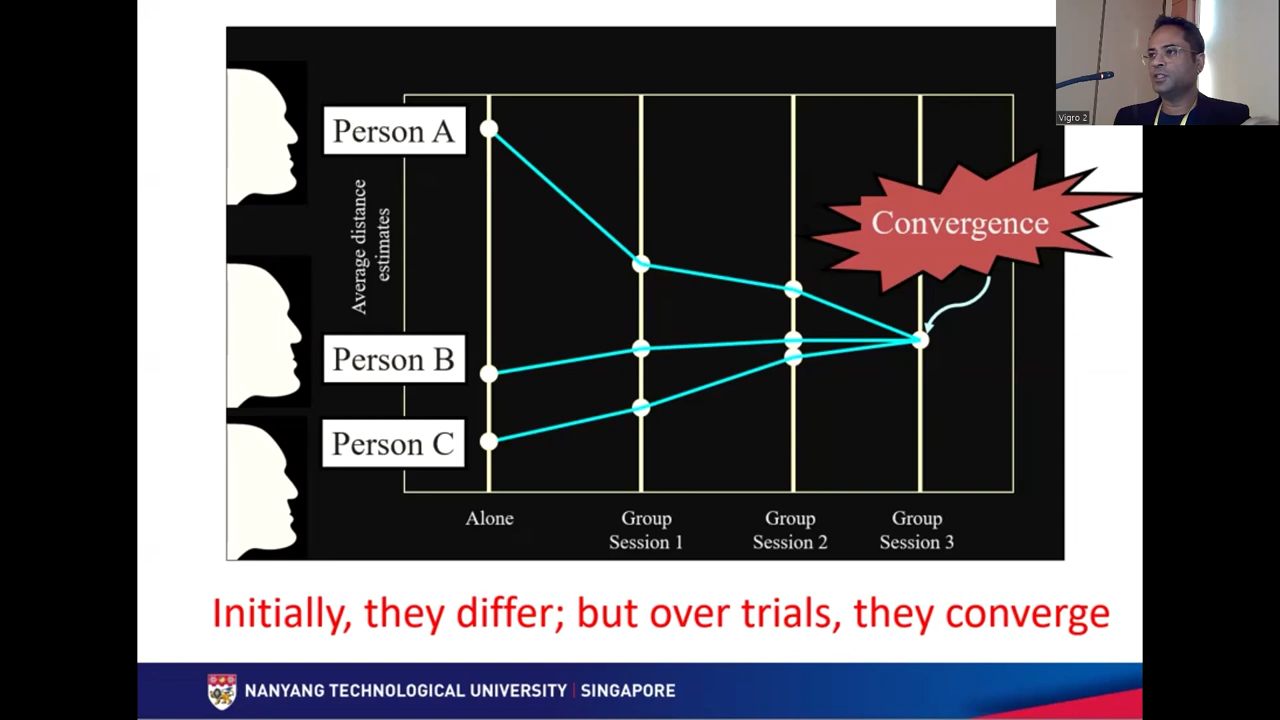 Vigro 2
Person A
Average distance
estimates
Convergence
Person B
Person C
Alone
Group
Session 1
Group
Session 2
Group
Session 3
Initially, they differ; but over trials, they converge
NANYANG TECHNOLOGICAL UNIVERSITY | SINGAPORE